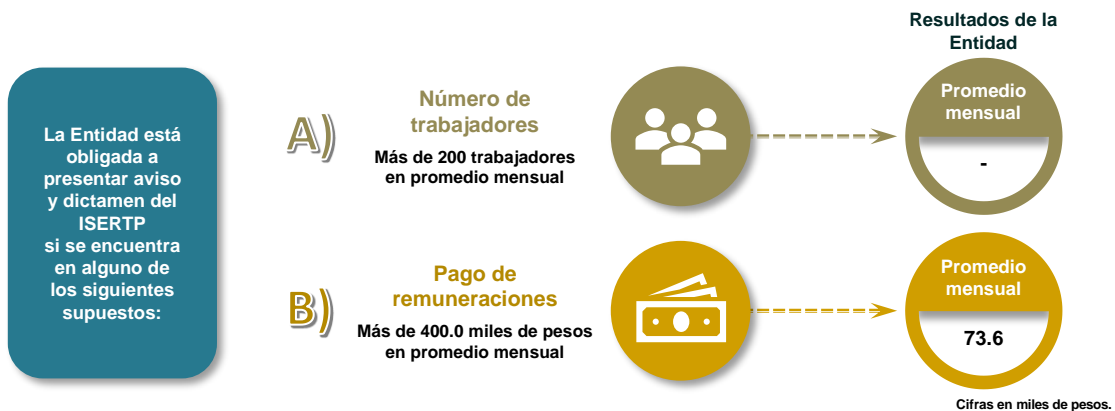 La Entidad está
obligada a
presentar aviso
y dictamen del
ISERTP
si se encuentra
en alguno de
los siguientes
supuestos:
A)
Número de
trabajadores
Más de 200 trabajadores
en promedio mensual
Resultados de la
Entidad
Promedio
mensual
-
B)
Pago de
remuneraciones
Más de 400.0 miles de pesos
en promedio mensual
Promedio
mensual
73.6
Cifras en miles de pesos.